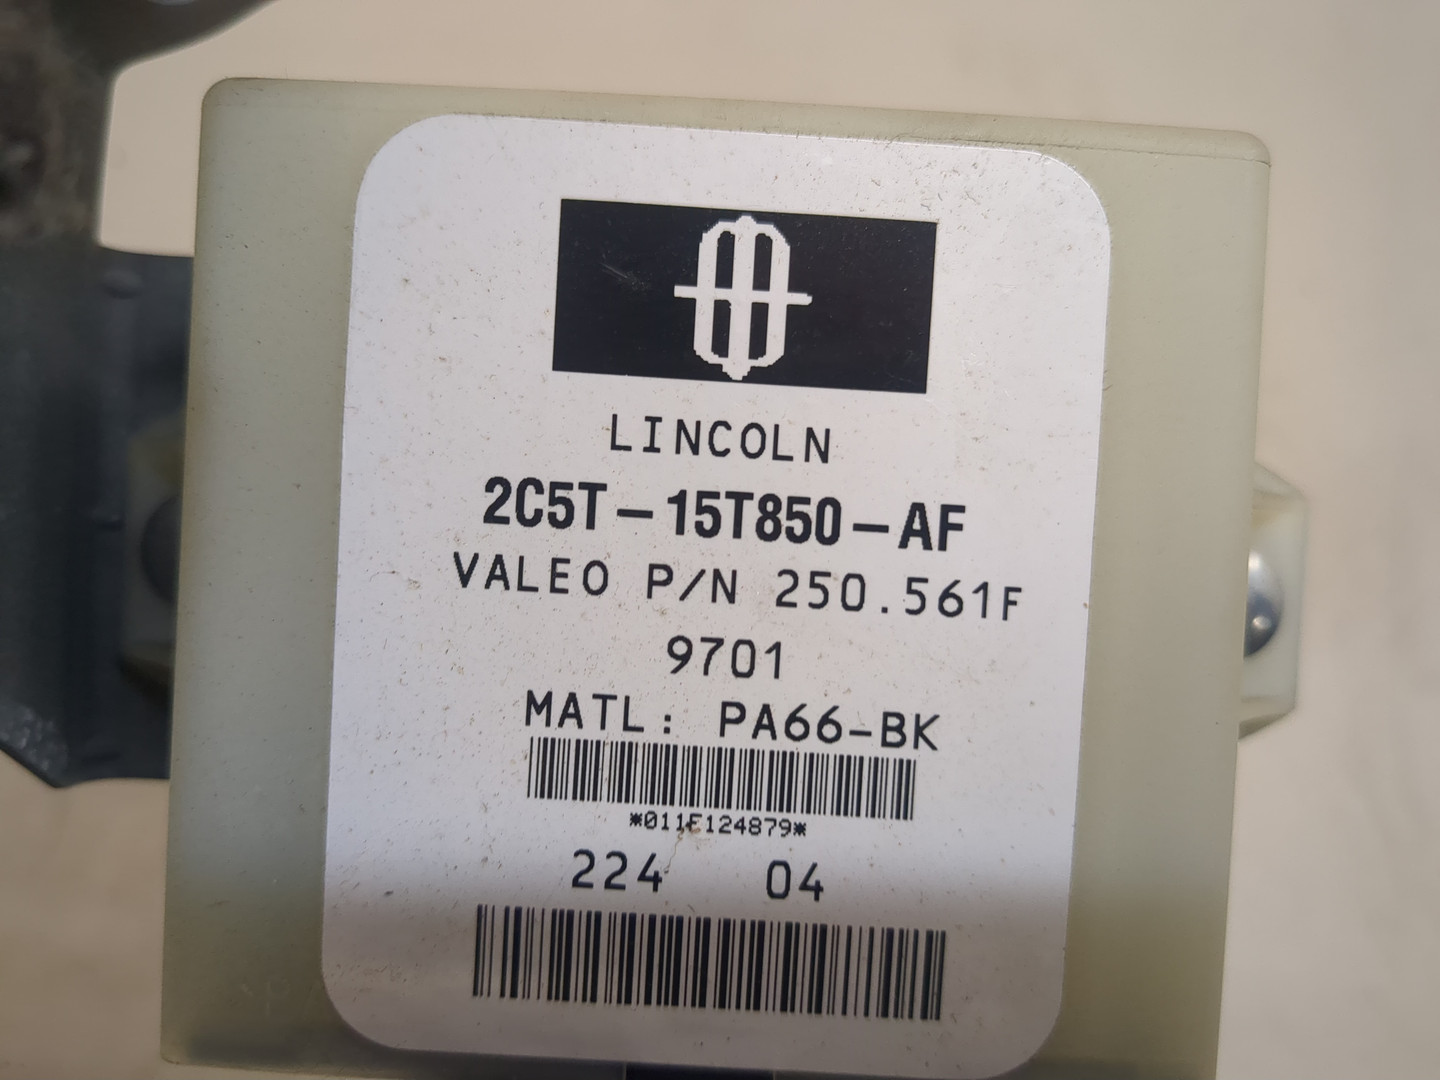 LINCOLN
2C5T-15T850-AF
VALEO P/N 250.561F
9701
MATL: PA66-BK
*011E124879*
224 04